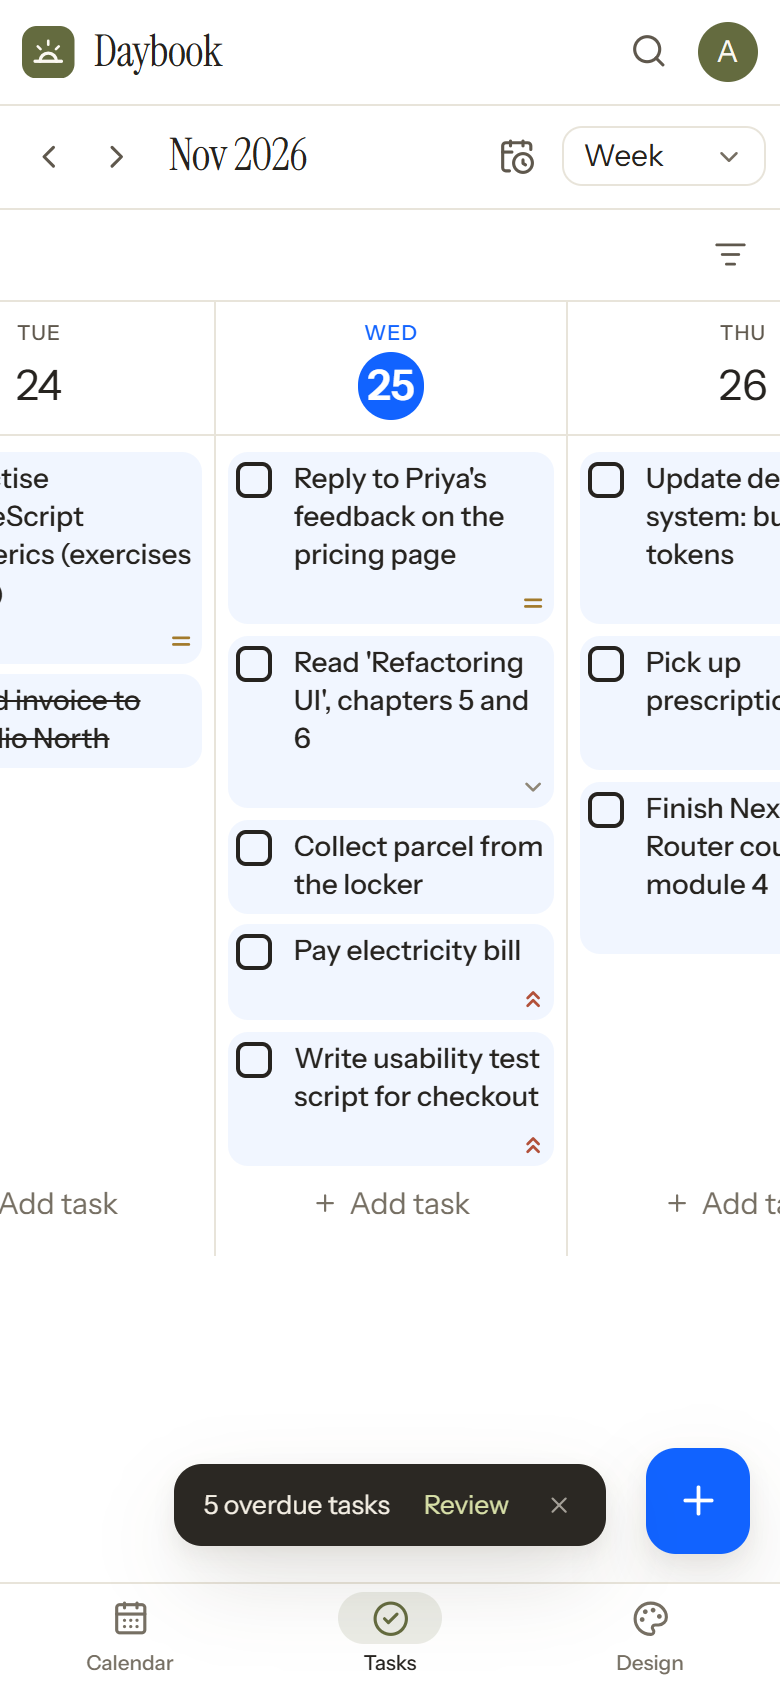 Daybook
A
Nov 2026
Week
TUE
24
WED
25
THU
26
tise
eScript
erics (exercises
)
d invoice to
dio North
Add task
Reply to Priya's
feedback on the
pricing page
Read 'Refactoring
UI', chapters 5 and
6
Collect parcel from
the locker
Pay electricity bill
Write usability test
script for checkout
+ Add task
Update de
system: bu
tokens
Pick up
prescriptio
Finish Nex
Router cou
module 4
+ Add ta
5 overdue tasks
Review
Calendar
Tasks
Design